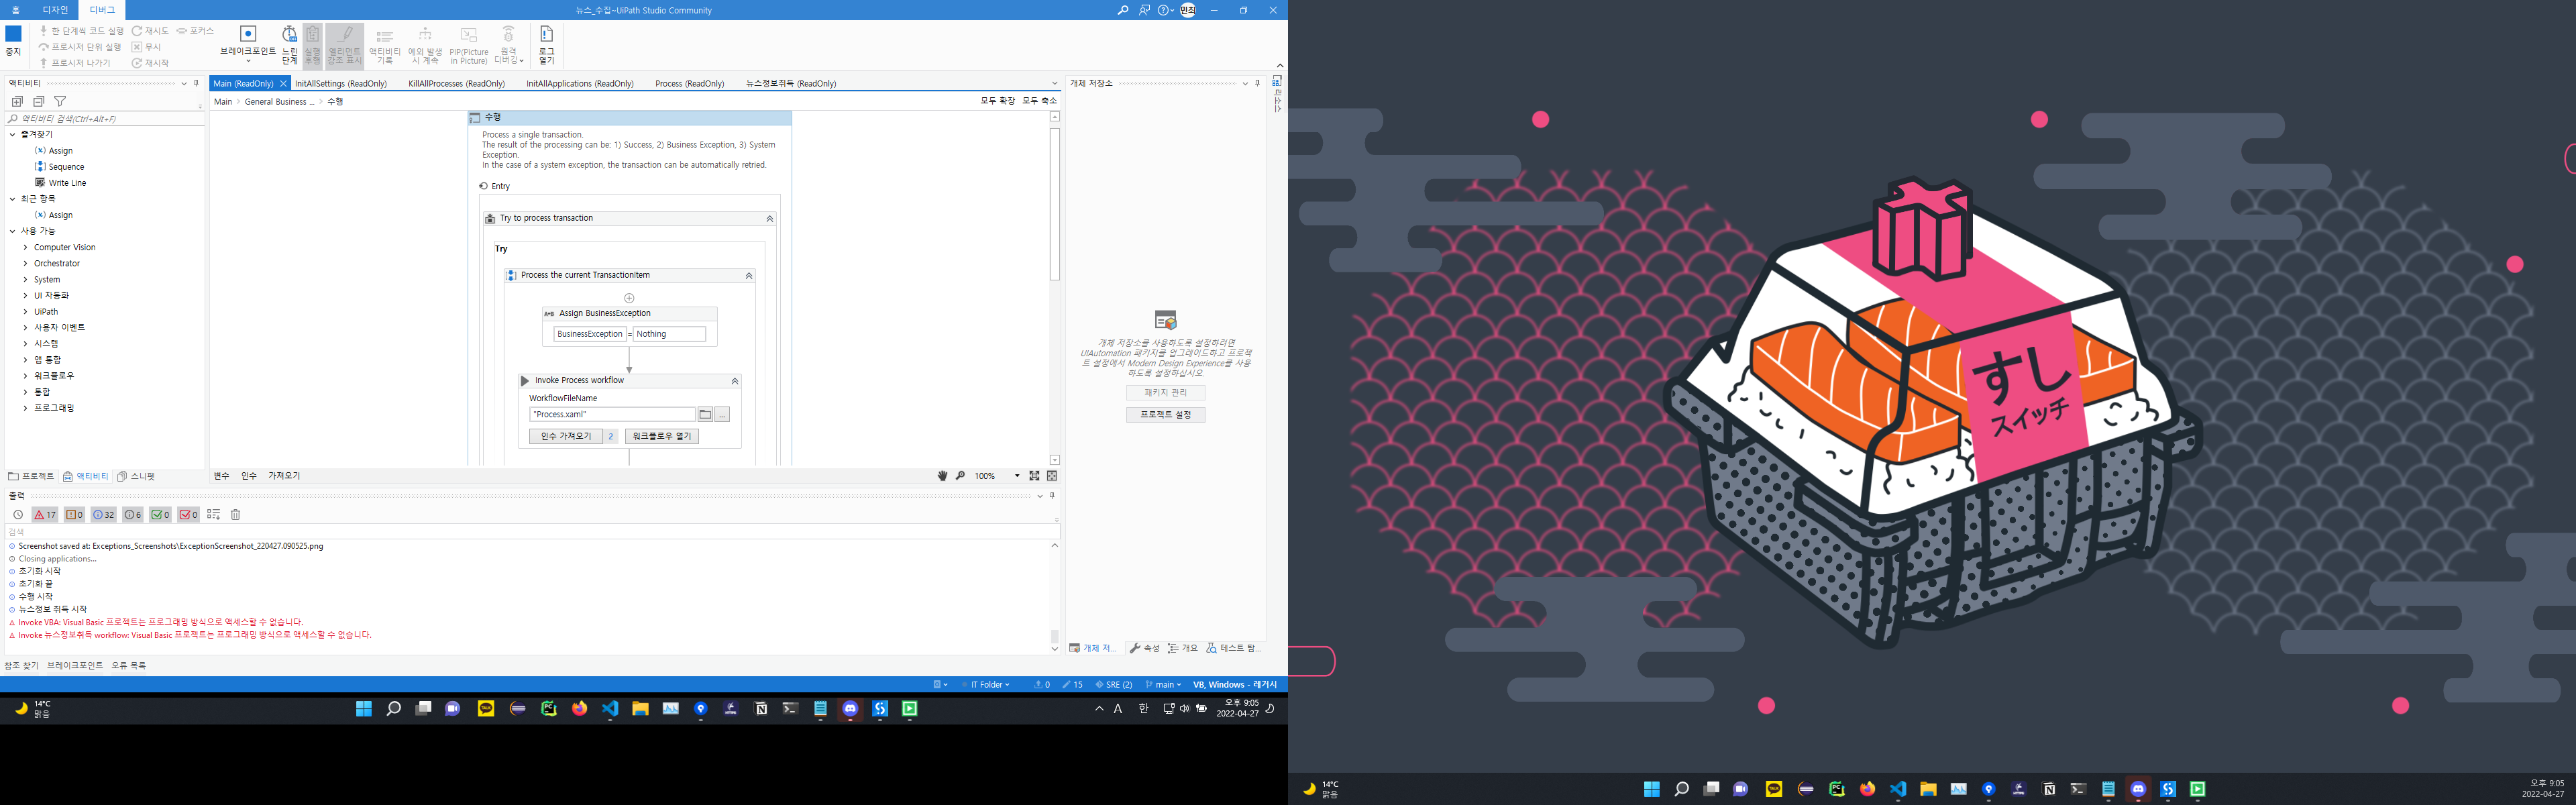 홈 디자인 디버그
뉴스_수집~UiPath Studio Community
민최
중지
한 단계씩 코드 실행
프로시저 단위 실행
프로시저 나가기
재시도
무시
재시작
포커스
브레이크포인트
느린 단계
실행 후행
엘리먼트 강조 표시
액티비티 기록
예외 발생 시 계속
PIP(Picture in Picture)
원격 디버깅
로그 열기
액티비티
액티비티 검색(Ctrl+Alt+F)
즐겨찾기
Assign
Sequence
Write Line
최근 항목
Assign
사용 가능
Computer Vision
Orchestrator
System
UI 자동화
UiPath
사용자 이벤트
시스템
앱 통합
워크플로우
통합
프로그래밍
프로젝트 액티비티 스니펫
Main (ReadOnly) InitAllSettings (ReadOnly) KillAllProcesses (ReadOnly) InitAllApplications (ReadOnly) Process (ReadOnly) 뉴스정보취득 (ReadOnly)
Main > General Business ... > 수행
모두 확장 모두 축소
수행
Process a single transaction.
The result of the processing can be: 1) Success, 2) Business Exception, 3) System
Exception.
In the case of a system exception, the transaction can be automatically retried.
Entry
Try to process transaction
Try
Process the current TransactionItem
A+B Assign BusinessException
BusinessException = Nothing
Invoke Process workflow
WorkflowFileName
"Process.xaml" ...
인수 가져오기 2 워크플로우 열기
변수 인수 가져오기
100%
개체 저장소
개체 저장소를 사용하도록 설정하려면
UIAutomation 패키지를 업그레이드하고 프로젝
트 설정에서 Modern Design Experience를 사용
하도록 설정하십시오.
패키지 관리
프로젝트 설정
개체 저... 속성 개요 테스트 탐...
리소스
출력
17 0 32 6 0 0
검색
Screenshot saved at: Exceptions_Screenshots\ExceptionScreenshot_220427.090525.png
Closing applications...
초기화 시작
초기화 끝
수행 시작
뉴스정보 취득 시작
Invoke VBA: Visual Basic 프로젝트는 프로그래밍 방식으로 액세스할 수 없습니다.
Invoke 뉴스정보취득 workflow: Visual Basic 프로젝트는 프로그래밍 방식으로 액세스할 수 없습니다.
참조 찾기 브레이크포인트 오류 목록
IT Folder 0 15 SRE (2) main VB, Windows - 레거시
14°C
맑음
A 한
오후 9:05
2022-04-27
すし
スイッチ
14°C
맑음
오후 9:05
2022-04-27